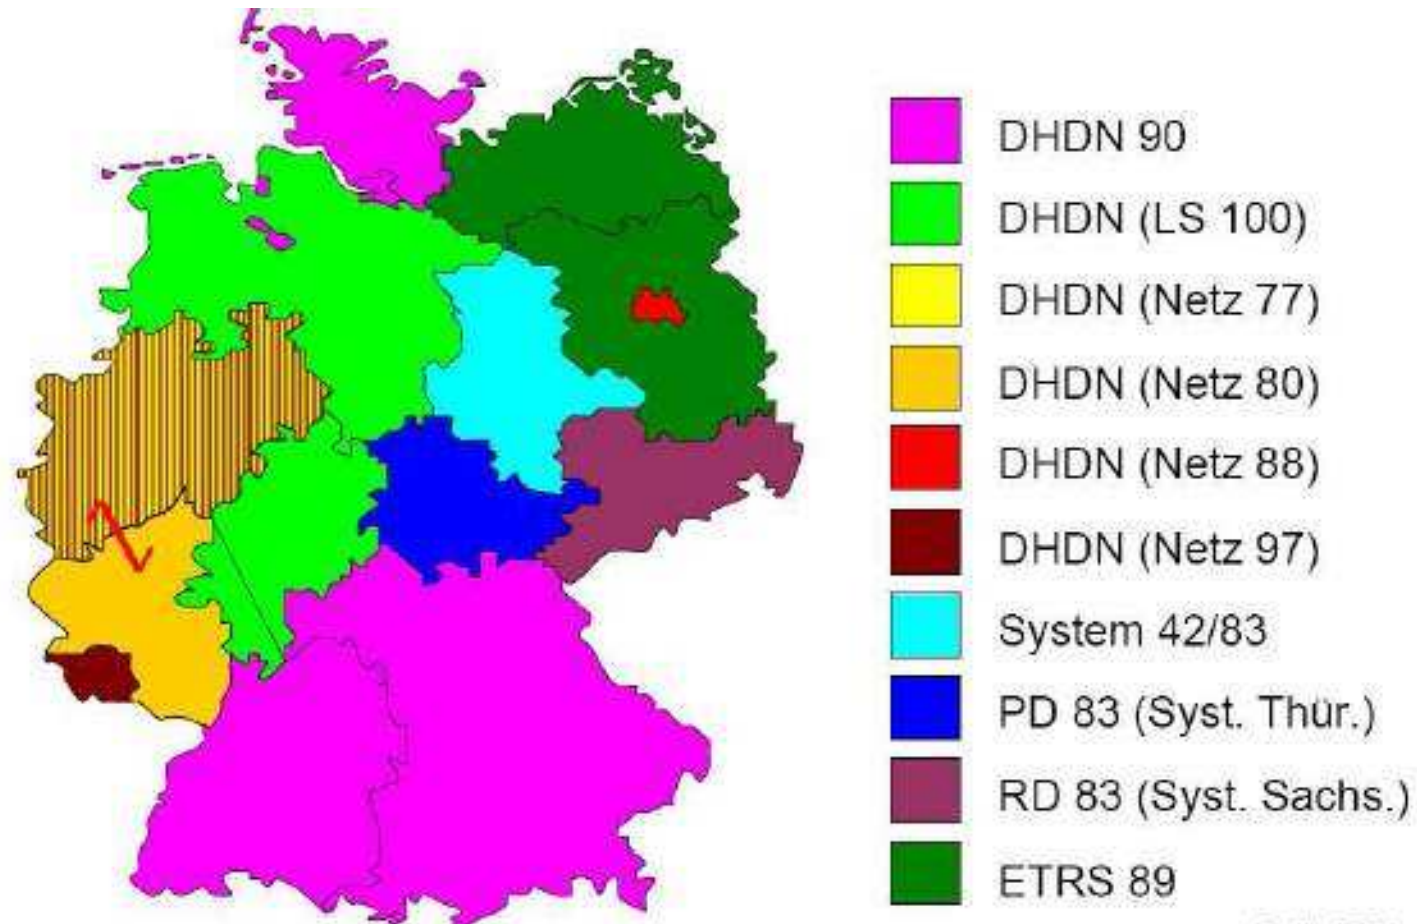 DHDN 90
DHDN (LS 100)
DHDN (Netz 77)
DHDN (Netz 80)
DHDN (Netz 88)
DHDN (Netz 97)
System 42/83
PD 83 (Syst. Thür.)
RD 83 (Syst. Sachs.)
ETRS 89